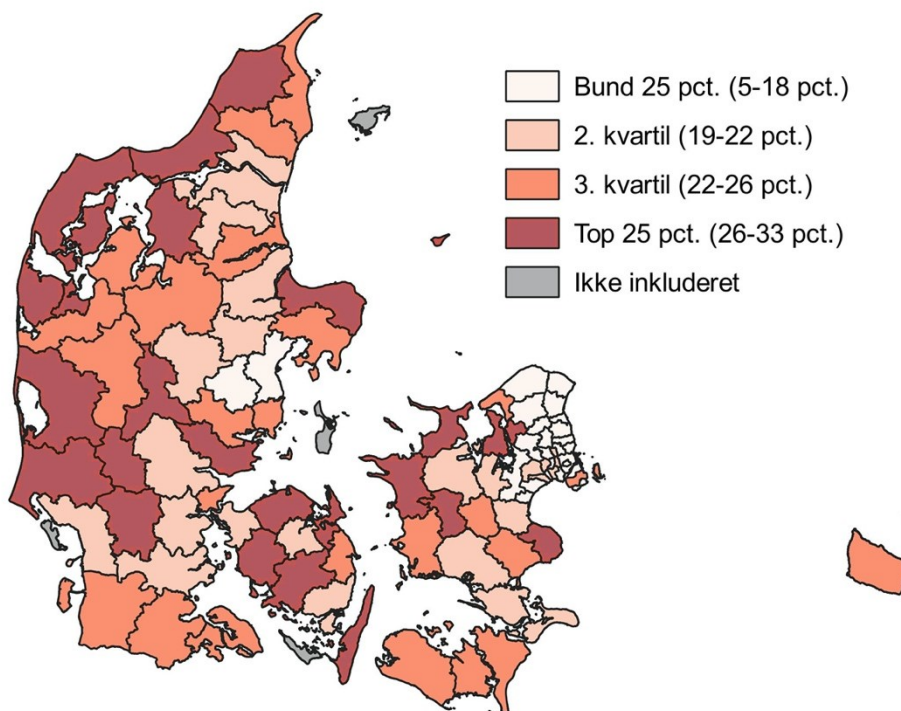 Bund 25 pct. (5-18 pct.)
2. kvartil (19-22 pct.)
3. kvartil (22-26 pct.)
Top 25 pct. (26-33 pct.)
Ikke inkluderet